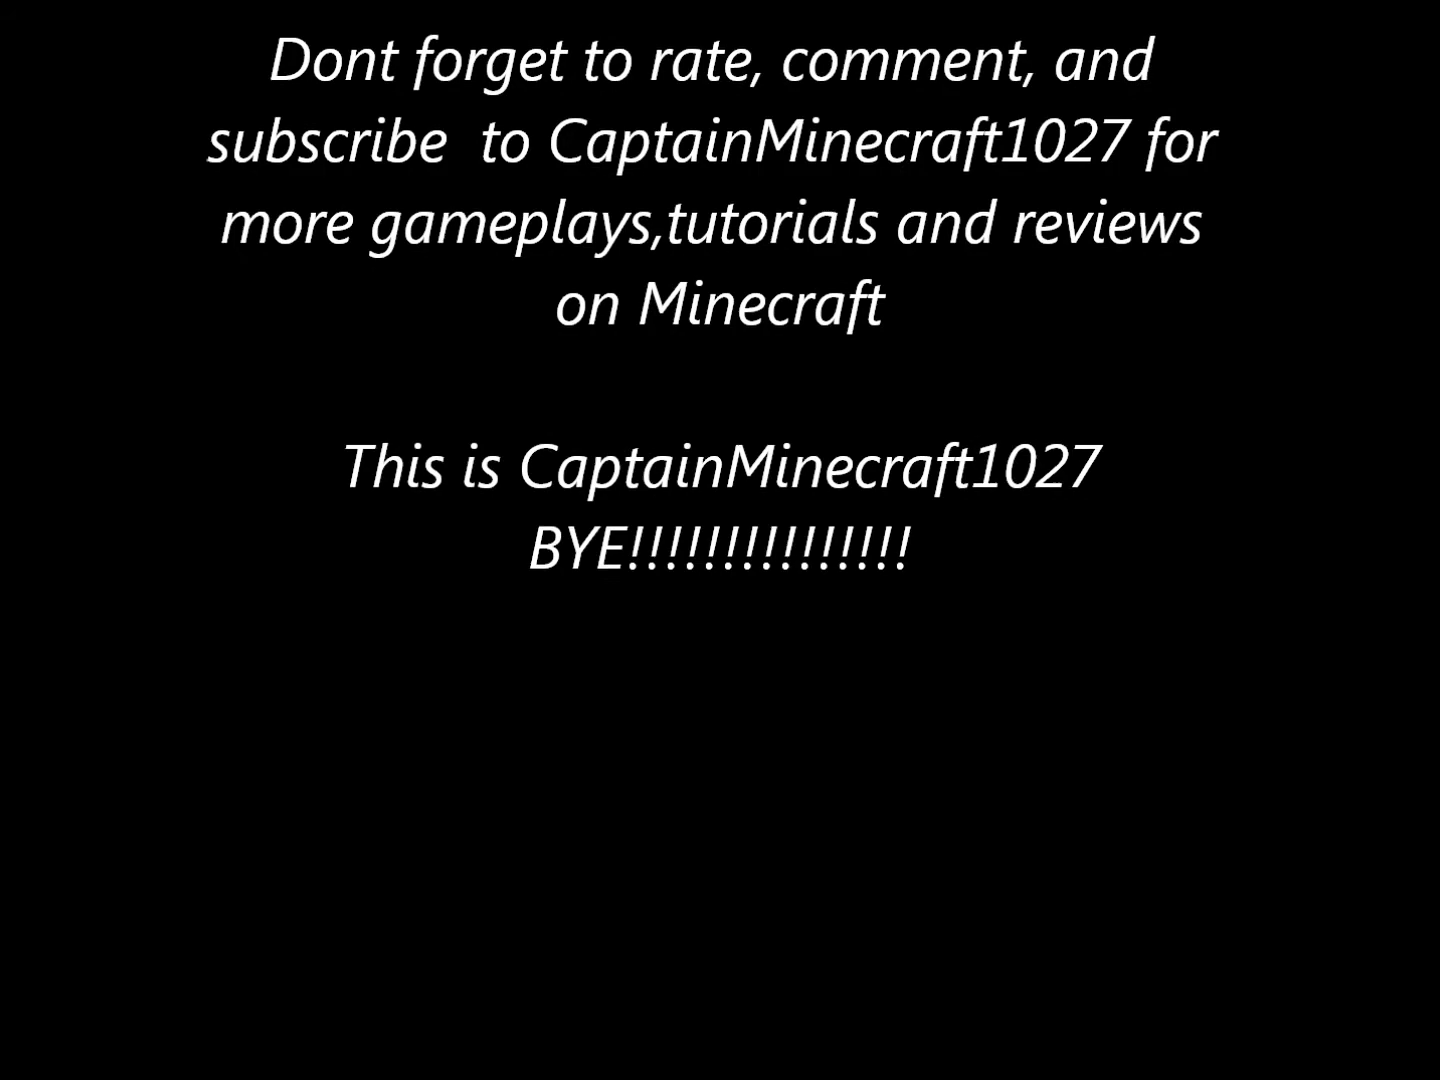 Dont forget to rate, comment, and
subscribe  to CaptainMinecraft1027 for
more gameplays,tutorials and reviews
on Minecraft
This is CaptainMinecraft1027
BYE!!!!!!!!!!!!!!!